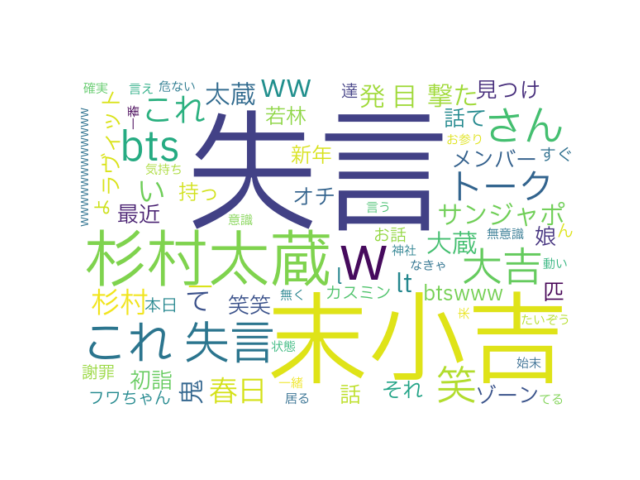 確実
言え
危ない
太蔵
ww
達
発
目
撃た
見つけ
よラヴィット
一番
これ
若林
話て
さん
wwwwwwwwwwwwwwww
bts
気持ち
失言
新年
お参り
メンバー
すぐ
い
持っ
オチ
トーク
最近
意識
言う
サンジャポ
杉村太蔵
w
お話
大蔵
無意識
娘
ん
神社
大吉
なきゃ
動い
杉村
本日
て
笑笑
無く
l
カスミン
lt
btswww
匹
これ
失言
末小吉
状態
たいぞう
謝罪
初詣
鬼
春日
一緒
笑
始末
フワちゃん
居る
話
それ
ゾーン
てる